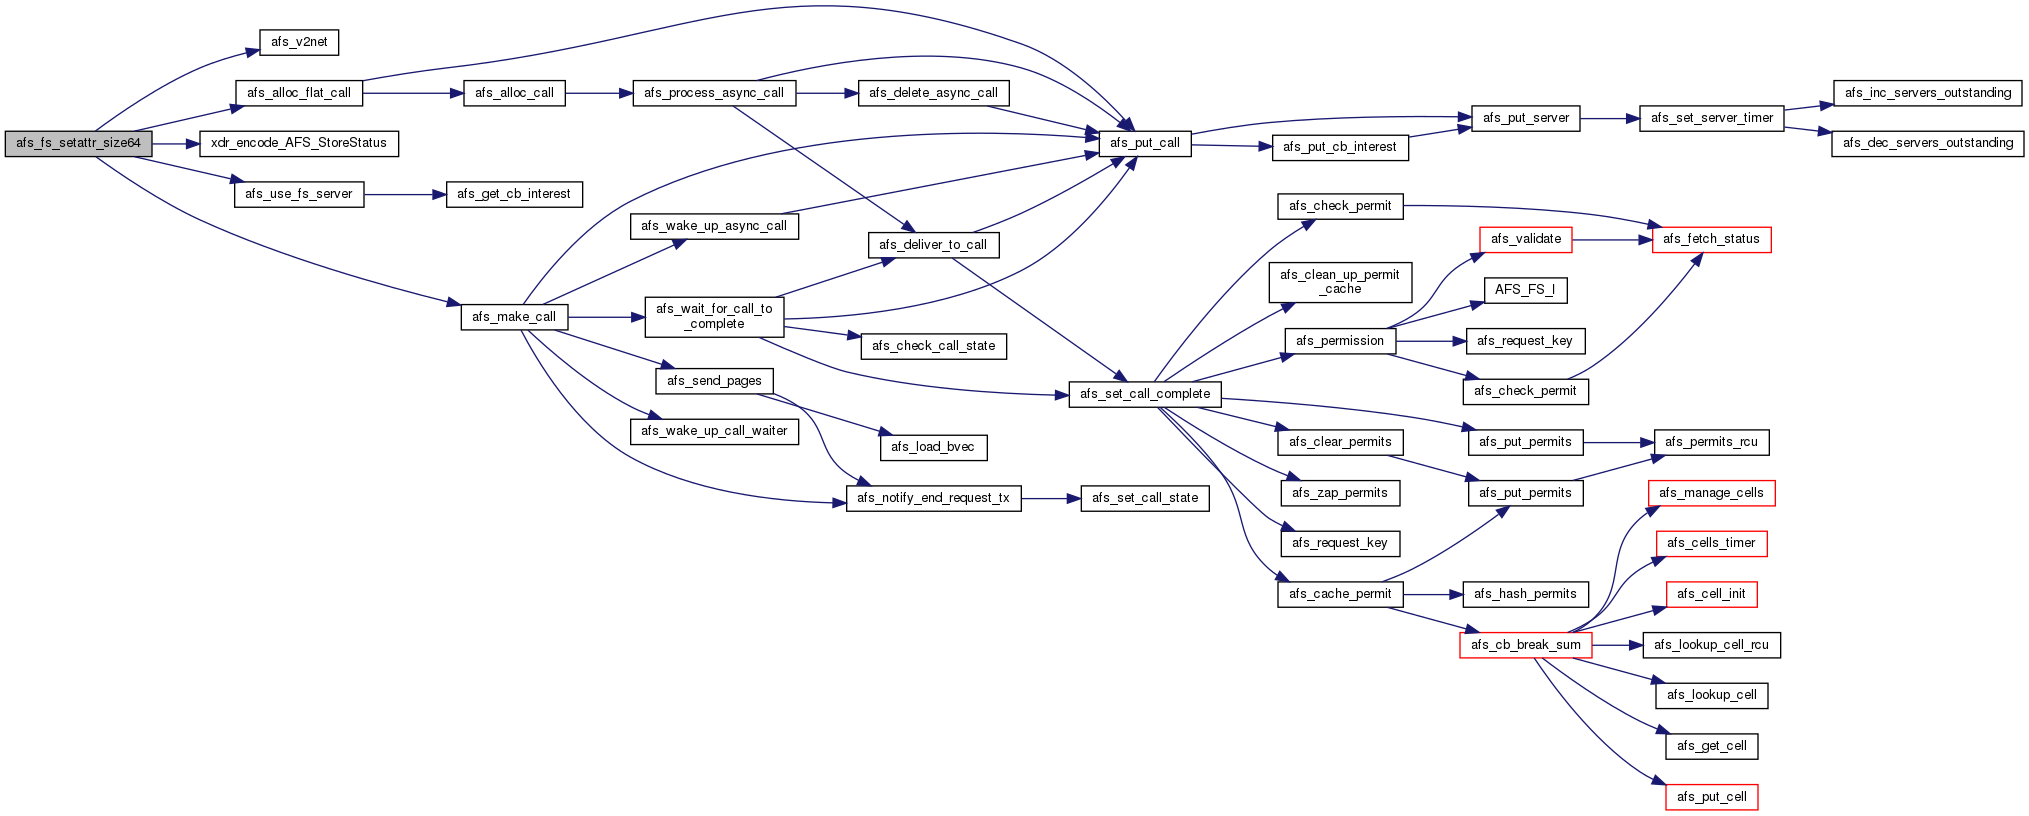 afs_fs_setattr_size64
afs_v2net
afs_alloc_flat_call
xdr_encode_AFS_StoreStatus
afs_use_fs_server
afs_make_call
afs_alloc_call
afs_get_cb_interest
afs_process_async_call
afs_wake_up_async_call
afs_wait_for_call_to
_complete
afs_send_pages
afs_wake_up_call_waiter
afs_delete_async_call
afs_deliver_to_call
afs_check_call_state
afs_load_bvec
afs_notify_end_request_tx
afs_put_call
afs_set_call_complete
afs_set_call_state
afs_put_cb_interest
afs_check_permit
afs_clean_up_permit
_cache
afs_permission
afs_clear_permits
afs_zap_permits
afs_request_key
afs_cache_permit
afs_put_server
afs_validate
AFS_FS_I
afs_request_key
afs_check_permit
afs_put_permits
afs_put_permits
afs_hash_permits
afs_cb_break_sum
afs_set_server_timer
afs_fetch_status
afs_permits_rcu
afs_manage_cells
afs_cells_timer
afs_cell_init
afs_lookup_cell_rcu
afs_lookup_cell
afs_get_cell
afs_put_cell
afs_inc_servers_outstanding
afs_dec_servers_outstanding